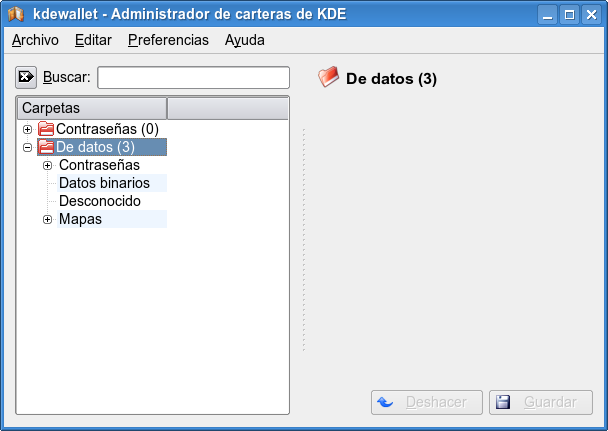 kdewallet - Administrador de carteras de KDE
Archivo Editar Preferencias Ayuda
Buscar:
De datos (3)
Carpetas
Contraseñas (0)
De datos (3)
Contraseñas
Datos binarios
Desconocido
Mapas
Deshacer Guardar